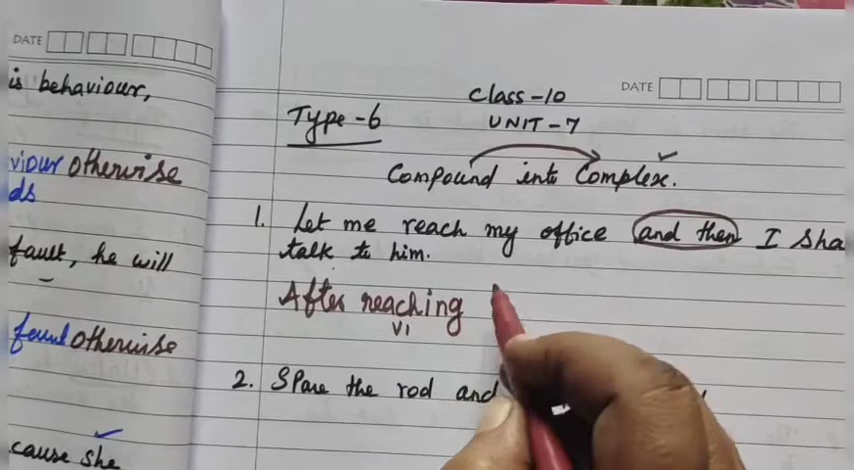 DATE
is behaviour,
viour otherwise
ds
fault, he will
found otherwise
cause she
DATE
Class-10
Type-6
UNIT-7
Compound into Complex.
1. Let me reach my office and then I sha
talk to him.
After reaching
V1
2. Spare the rod and